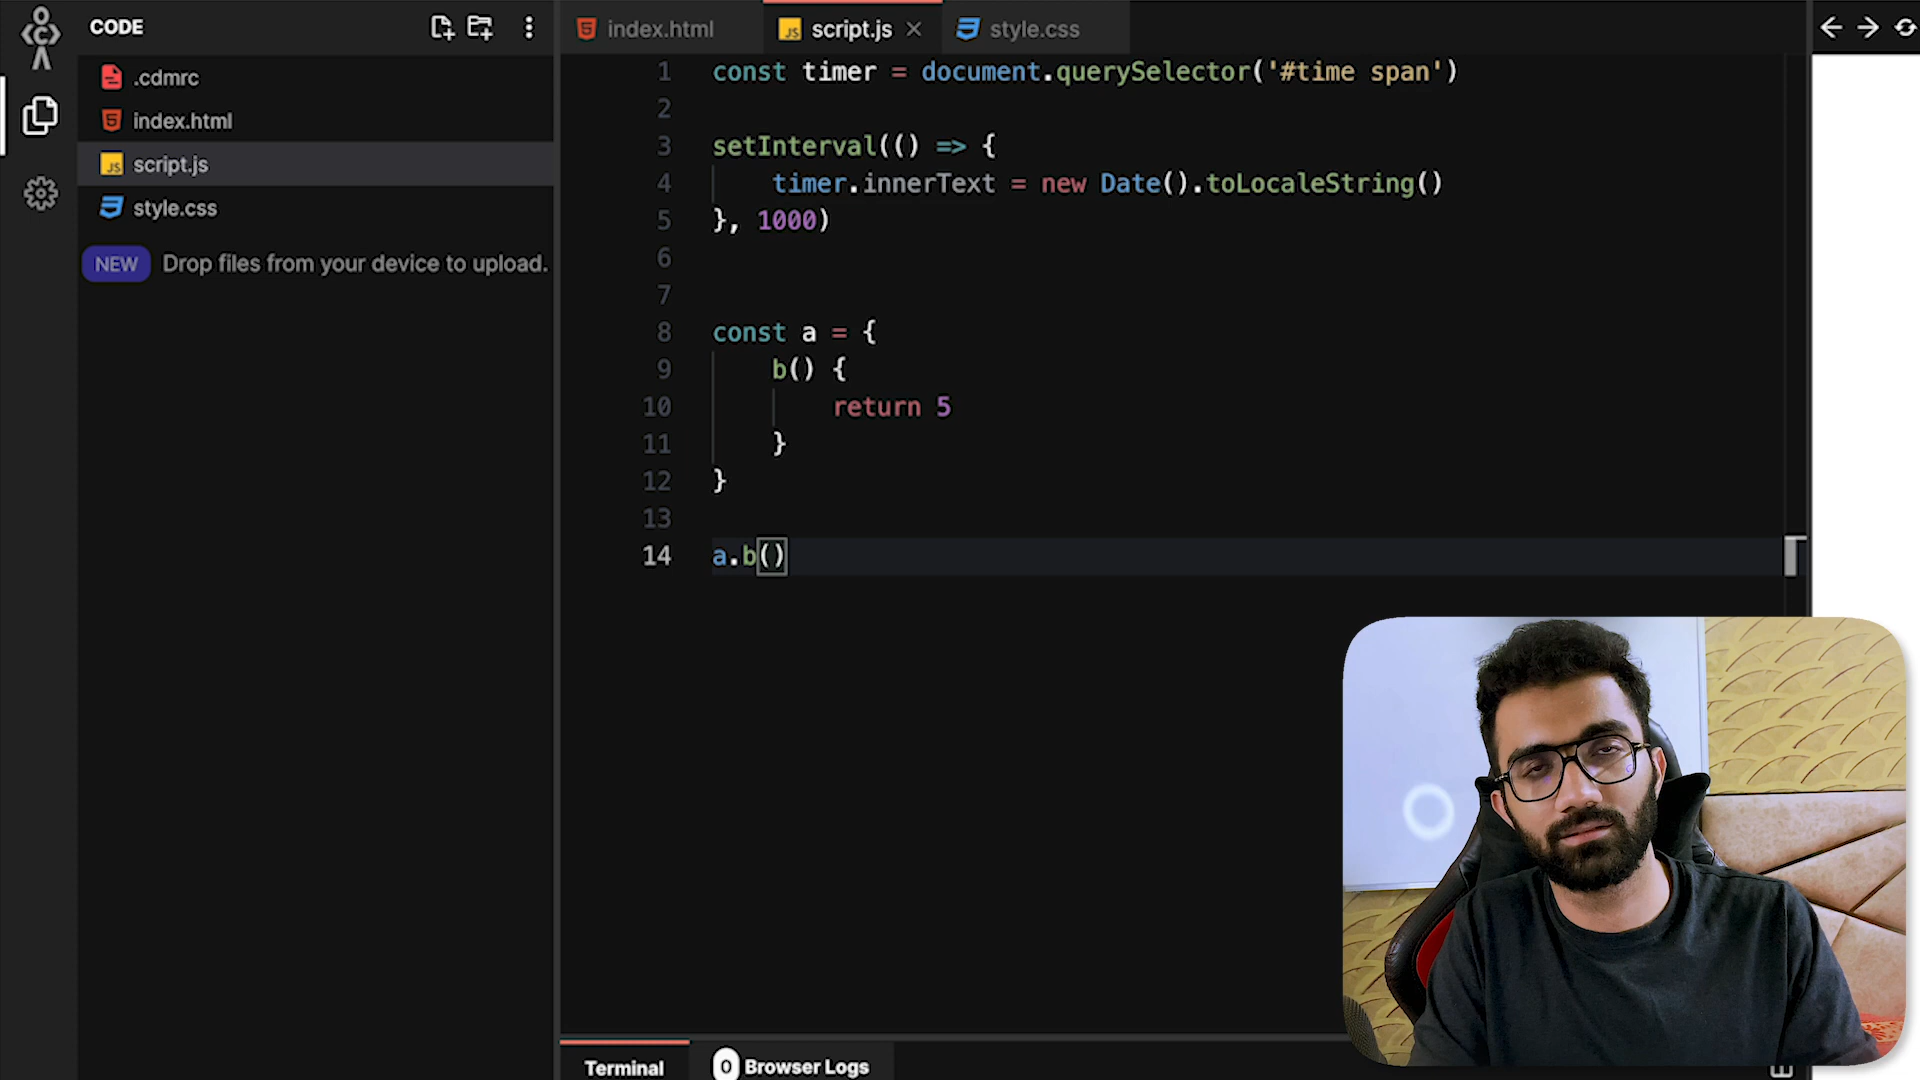 CODE
index.html
script.js
style.css
.cdmrc
index.html
script.js
style.css
NEW Drop files from your device to upload.
1 const timer = document.querySelector('#time span')
2
3 setInterval(() => {
4 timer.innerText = new Date().toLocaleString()
5 }, 1000)
6
7
8 const a = {
9 b() {
10 return 5
11 }
12 }
13
14 a.b()
Terminal
0 Browser Logs